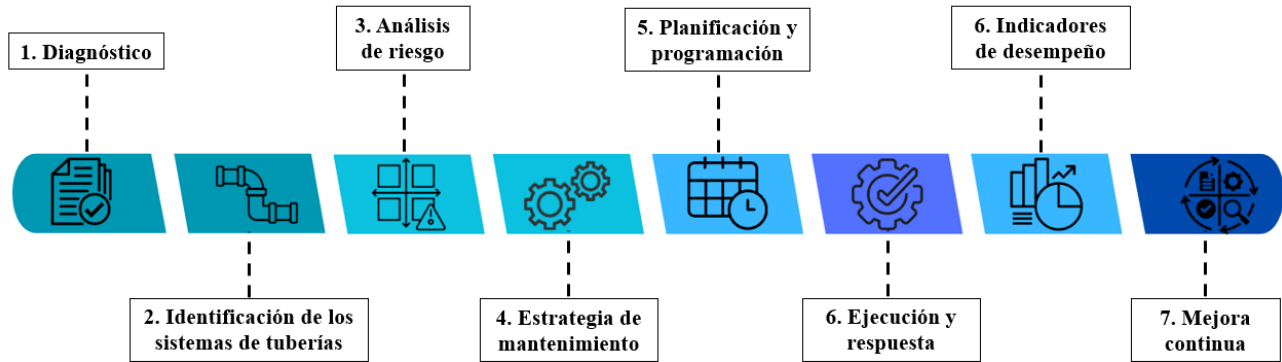 1. Diagnóstico
2. Identificación de los
sistemas de tuberías
3. Análisis
de riesgo
4. Estrategia de
mantenimiento
5. Planificación y
programación
6. Ejecución y
respuesta
6. Indicadores
de desempeño
7. Mejora
continua